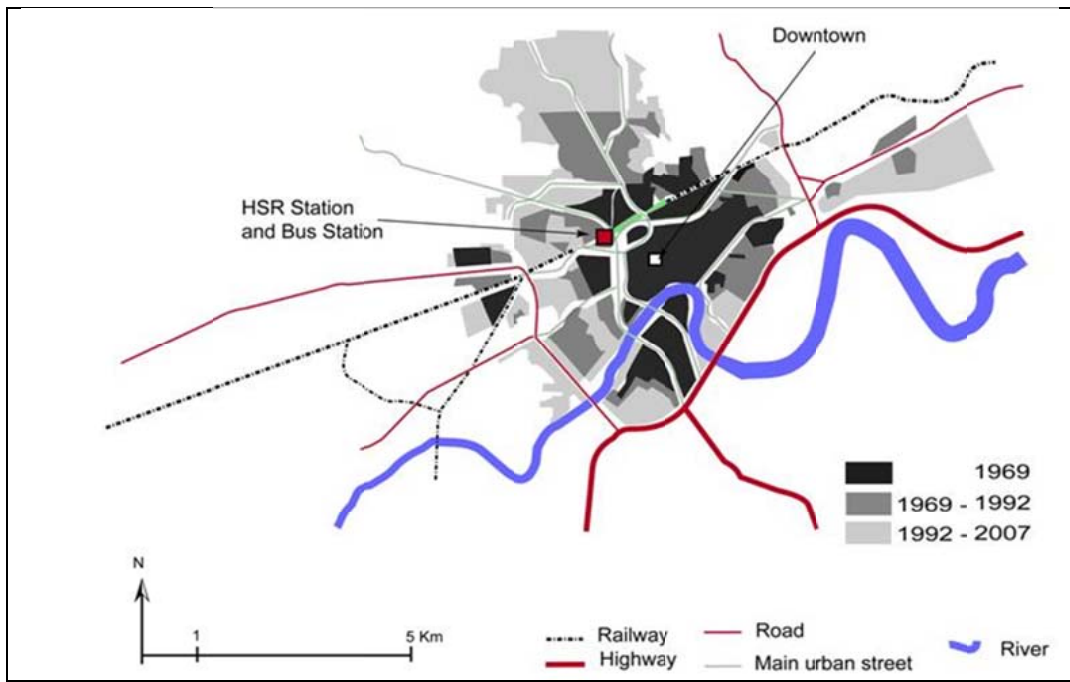 Downtown
HSR Station
and Bus Station
1969
1969 - 1992
1992 - 2007
N
1
5 Km
Railway
Highway
Road
Main urban street
River